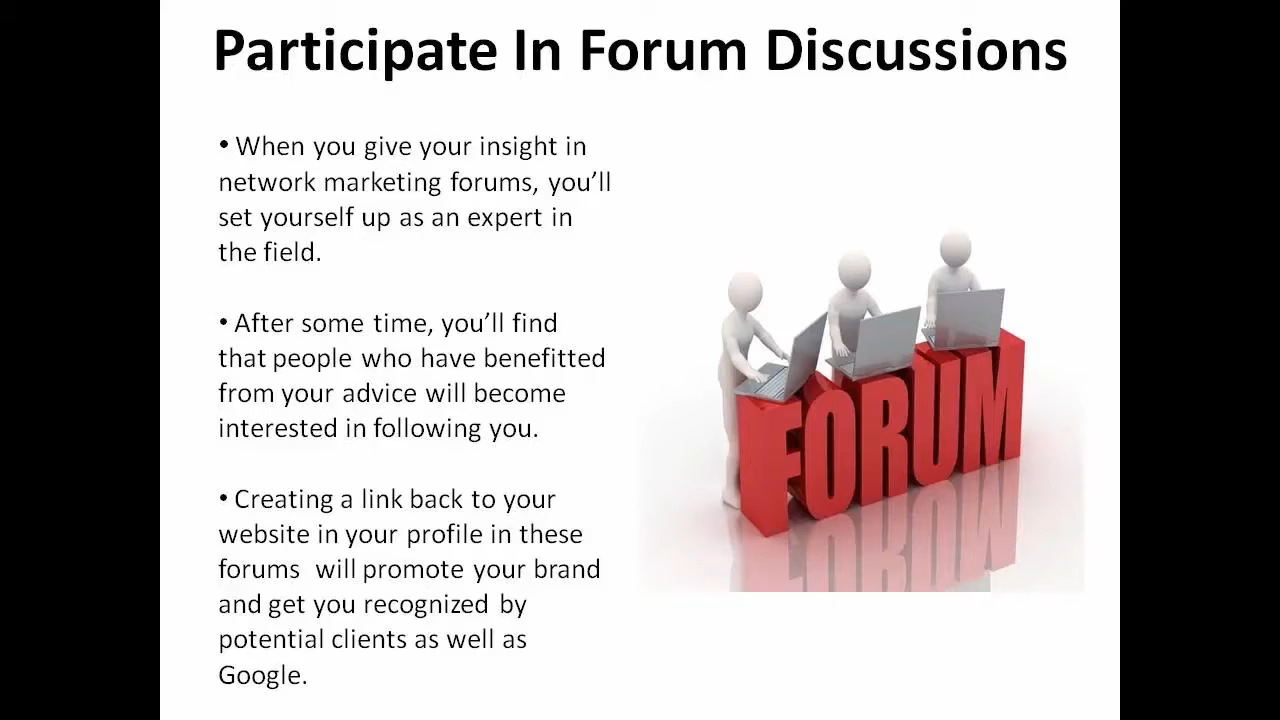 Participate In Forum Discussions
• When you give your insight in
network marketing forums, you’ll
set yourself up as an expert in
the field.
• After some time, you’ll find
that people who have benefitted
from your advice will become
interested in following you.
• Creating a link back to your
website in your profile in these
forums  will promote your brand
and get you recognized by
potential clients as well as
Google.
FORUM